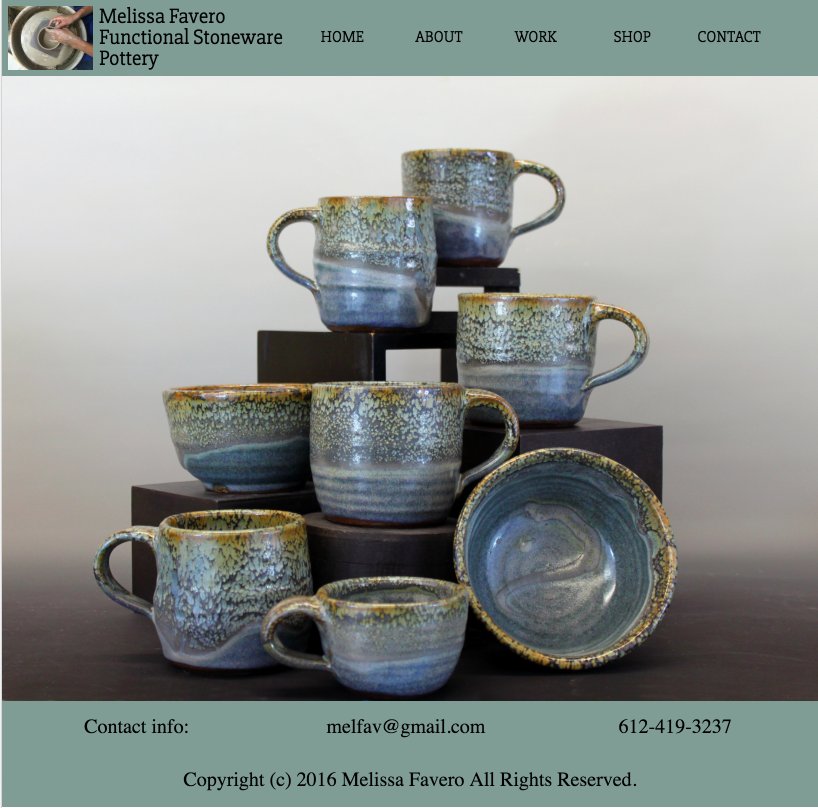 Melissa Favero
Functional Stoneware
Pottery
HOME ABOUT WORK SHOP CONTACT
Contact info: melfav@gmail.com 612-419-3237
Copyright (c) 2016 Melissa Favero All Rights Reserved.